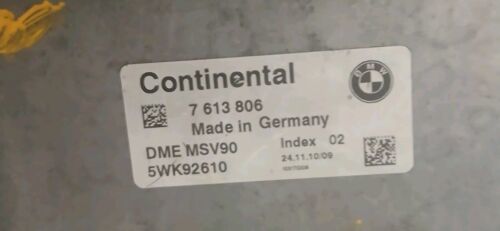 Continental
BMW
7 613 806
Made in Germany
DME MSV90 Index 02
5WK92610 24.11.10/09